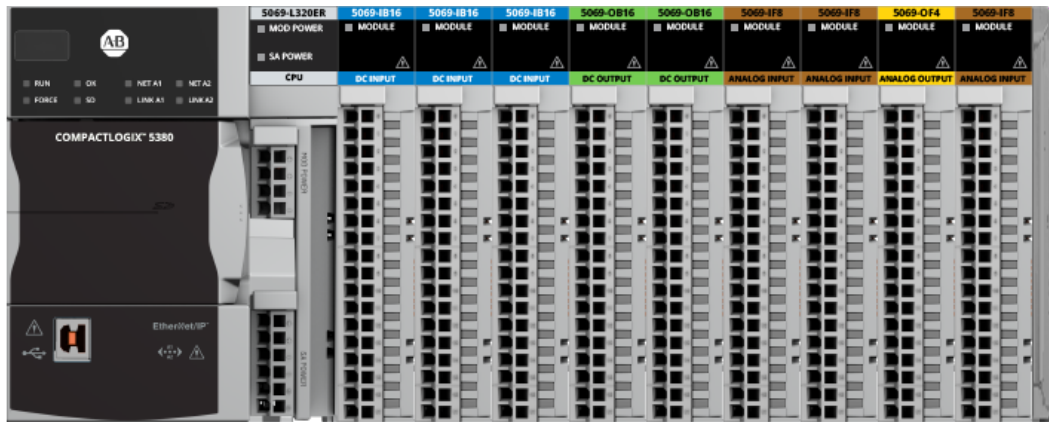 5069-L320ER 5069-IB16 5069-IB16 5069-IB16 5069-OB16 5069-OB16 5069-IF8 5069-IF8 5069-OF4 5069-IF8
MOD POWER MODULE MODULE MODULE MODULE MODULE MODULE MODULE MODULE MODULE
AB
SA POWER
CPU DC INPUT DC INPUT DC INPUT DC OUTPUT DC OUTPUT ANALOG INPUT ANALOG INPUT ANALOG OUTPUT ANALOG INPUT
RUN OK NET A1 NET A2
FORCE SD LINK A1 LINK A2
COMPACTLOGIX™ 5380
MOD POWER
EtherNet/IP™
A1
A2
SA POWER